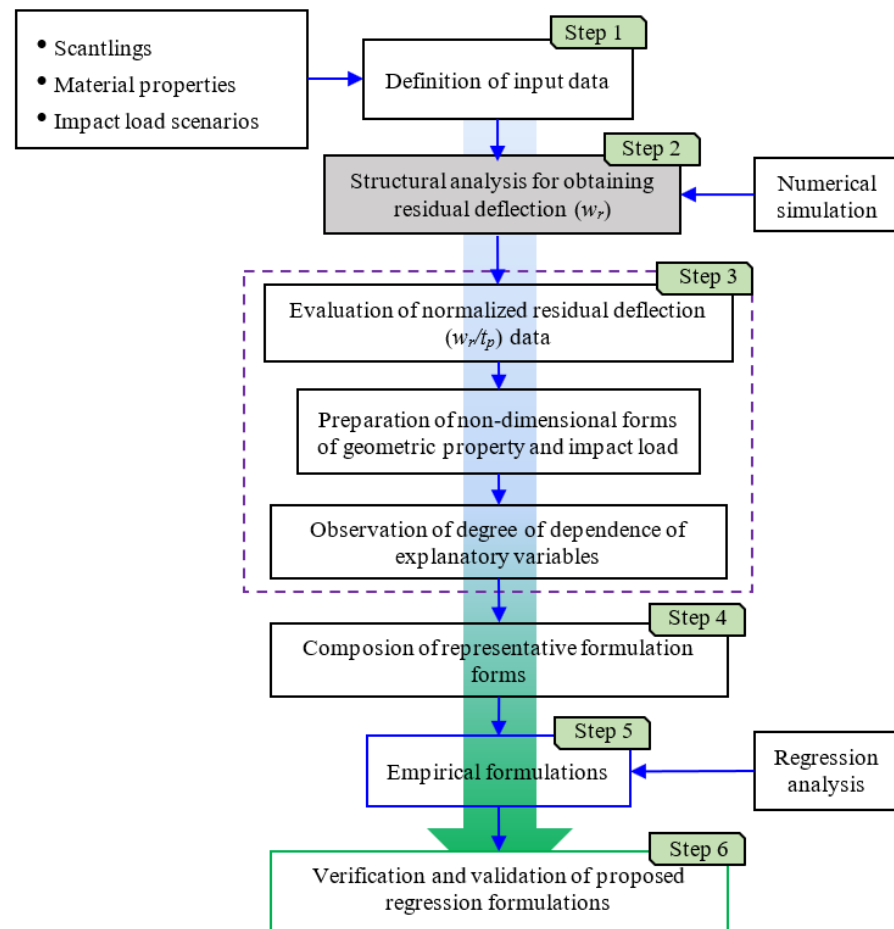 Step 1
• Scantlings
• Material properties
• Impact load scenarios
Definition of input data
Step 2
Structural analysis for obtaining
residual deflection (wr)
Numerical
simulation
Step 3
Evaluation of normalized residual deflection
(wr/tp) data
Preparation of non-dimensional forms
of geometric property and impact load
Observation of degree of dependence of
explanatory variables
Step 4
Composion of representative formulation
forms
Step 5
Empirical formulations
Regression
analysis
Step 6
Verification and validation of proposed
regression formulations